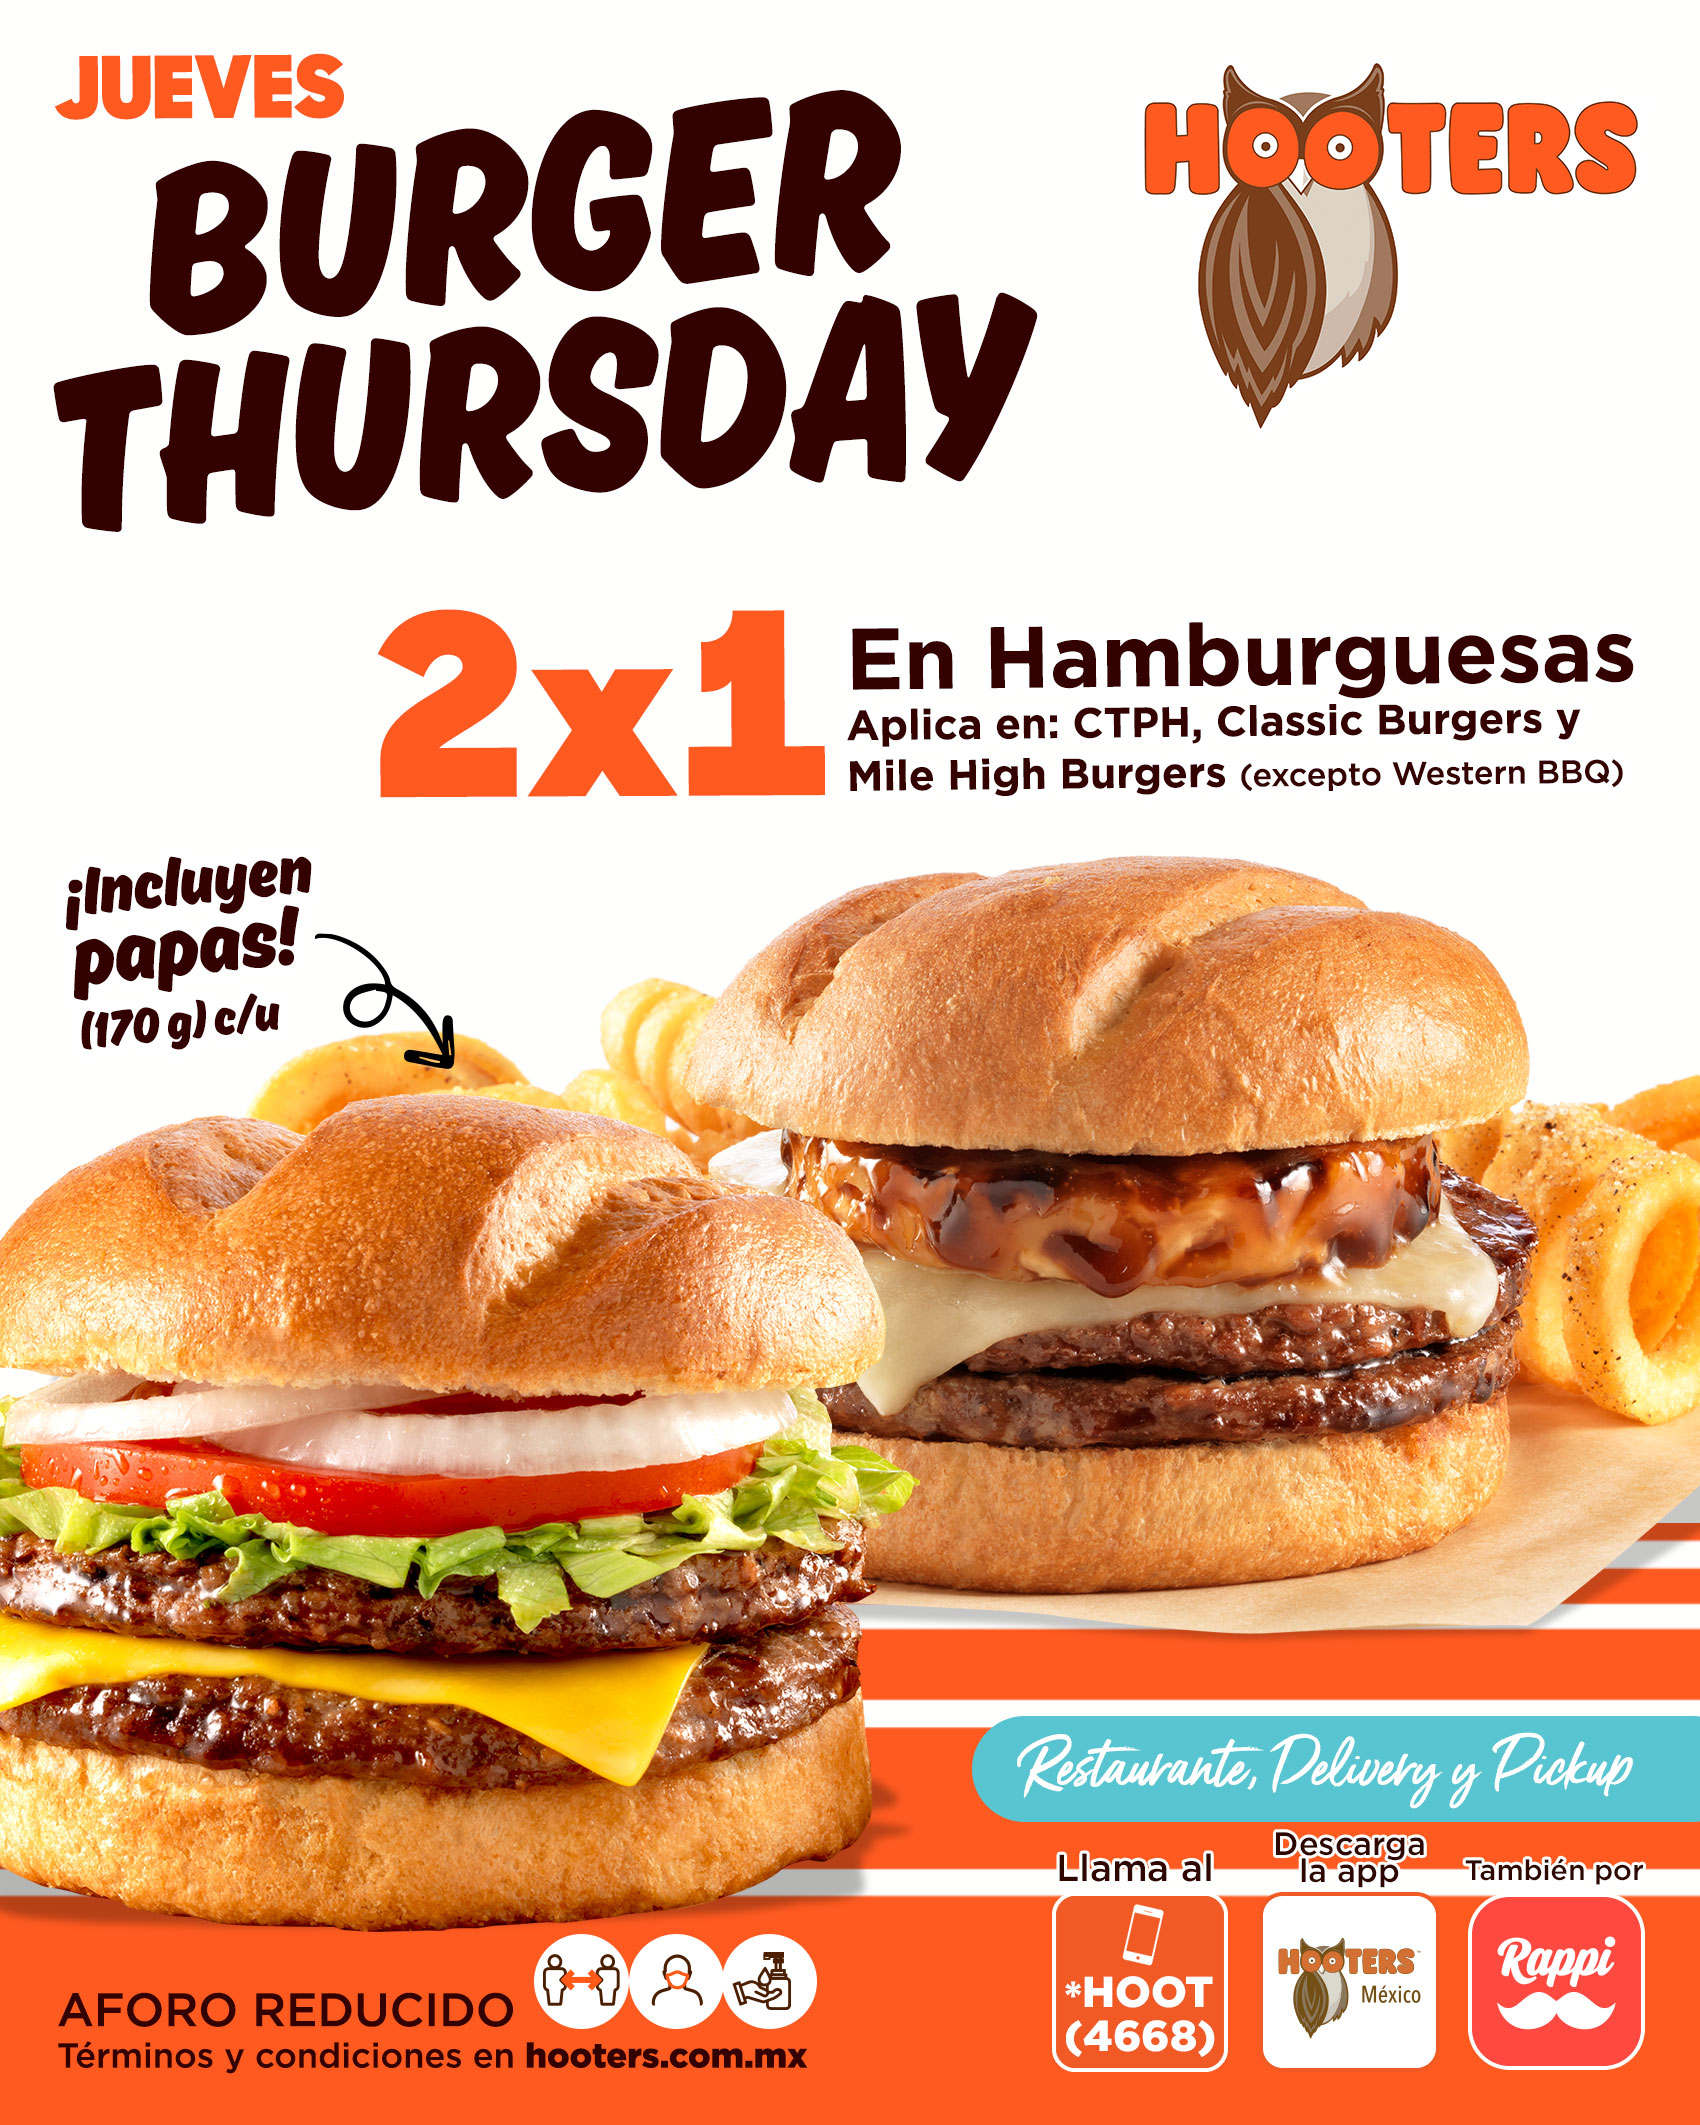 JUEVES
BURGER
THURSDAY
HOOTERS
2x1
En Hamburguesas
Aplica en: CTPH, Classic Burgers y
Mile High Burgers (excepto Western BBQ)
¡Incluyen
papas!
(170 g) c/u
Restaurante, Delivery y Pickup
Llama al
*HOOT
(4668)
Descarga
la app
HOOTERS
México
También por
Rappi
AFORO REDUCIDO
Términos y condiciones en hooters.com.mx